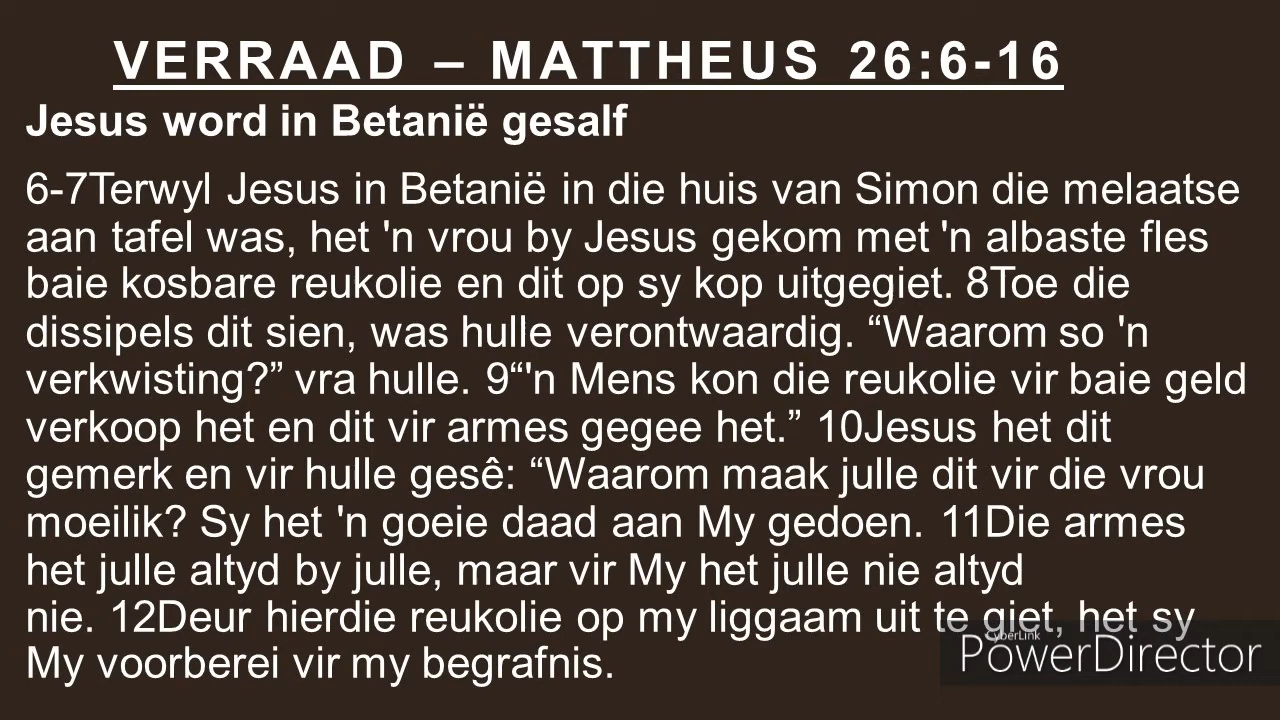 VERRAAD – MATTHEUS 26:6-16
Jesus word in Betanië gesalf
6-7Terwyl Jesus in Betanië in die huis van Simon die melaatse
aan tafel was, het 'n vrou by Jesus gekom met 'n albaste fles
baie kosbare reukolie en dit op sy kop uitgegiet. 8Toe die
dissipels dit sien, was hulle verontwaardig. “Waarom so 'n
verkwisting?” vra hulle. 9“'n Mens kon die reukolie vir baie geld
verkoop het en dit vir armes gegee het.” 10Jesus het dit
gemerk en vir hulle gesê: “Waarom maak julle dit vir die vrou
moeilik? Sy het 'n goeie daad aan My gedoen. 11Die armes
het julle altyd by julle, maar vir My het julle nie altyd
nie. 12Deur hierdie reukolie op my liggaam uit te giet, het sy
My voorberei vir my begrafnis.
CyberLink
PowerDirector